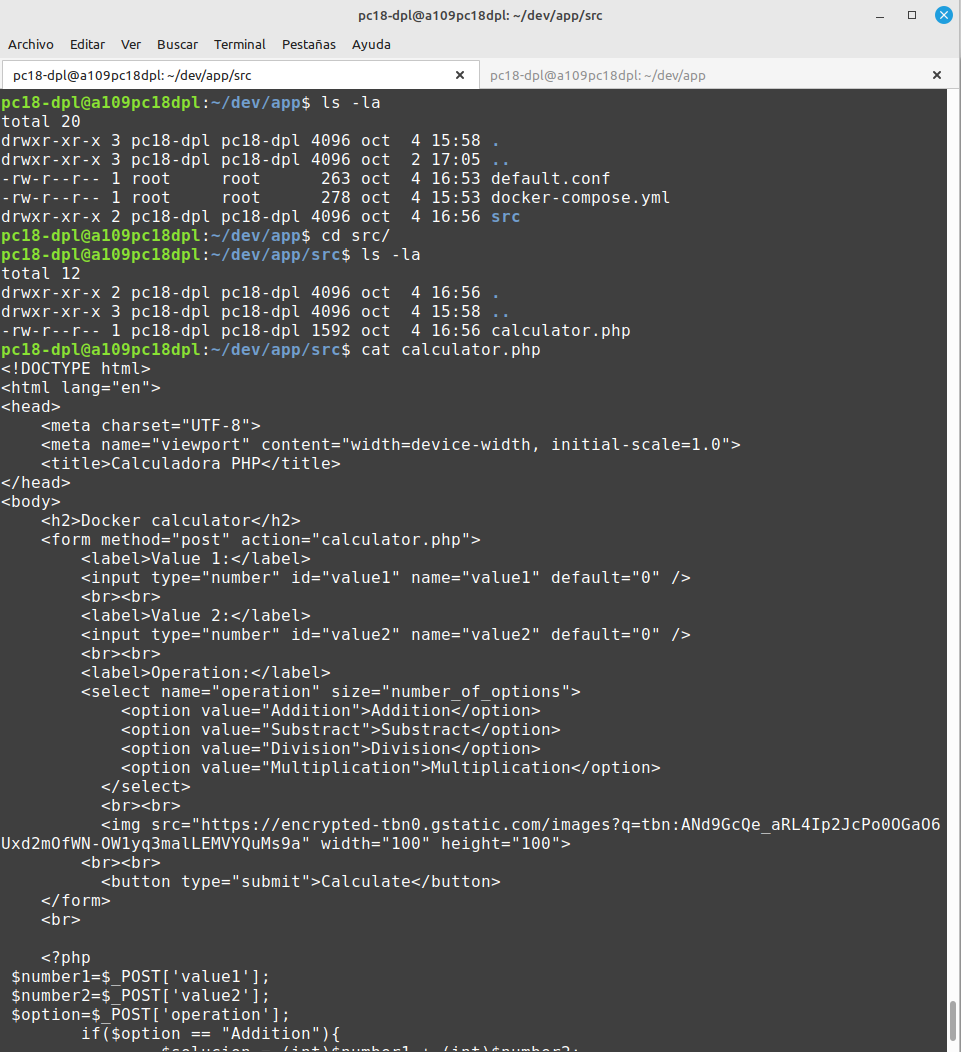 pc18-dpl@a109pc18dpl: ~/dev/app/src
Archivo Editar Ver Buscar Terminal Pestañas Ayuda
pc18-dpl@a109pc18dpl: ~/dev/app/src pc18-dpl@a109pc18dpl: ~/dev/app
pc18-dpl@a109pc18dpl:~/dev/app$ ls -la
total 20
drwxr-xr-x 3 pc18-dpl pc18-dpl 4096 oct  4 15:58 .
drwxr-xr-x 3 pc18-dpl pc18-dpl 4096 oct  2 17:05 ..
-rw-r--r-- 1 root     root      263 oct  4 16:53 default.conf
-rw-r--r-- 1 root     root      278 oct  4 15:53 docker-compose.yml
drwxr-xr-x 2 pc18-dpl pc18-dpl 4096 oct  4 16:56 src
pc18-dpl@a109pc18dpl:~/dev/app$ cd src/
pc18-dpl@a109pc18dpl:~/dev/app/src$ ls -la
total 12
drwxr-xr-x 2 pc18-dpl pc18-dpl 4096 oct  4 16:56 .
drwxr-xr-x 3 pc18-dpl pc18-dpl 4096 oct  4 15:58 ..
-rw-r--r-- 1 pc18-dpl pc18-dpl 1592 oct  4 16:56 calculator.php
pc18-dpl@a109pc18dpl:~/dev/app/src$ cat calculator.php
<!DOCTYPE html>
<html lang="en">
<head>
    <meta charset="UTF-8">
    <meta name="viewport" content="width=device-width, initial-scale=1.0">
    <title>Calculadora PHP</title>
</head>
<body>
    <h2>Docker calculator</h2>
    <form method="post" action="calculator.php">
        <label>Value 1:</label>
        <input type="number" id="value1" name="value1" default="0" />
        <br><br>
        <label>Value 2:</label>
        <input type="number" id="value2" name="value2" default="0" />
        <br><br>
        <label>Operation:</label>
        <select name="operation" size="number_of_options">
            <option value="Addition">Addition</option>
            <option value="Substract">Substract</option>
            <option value="Division">Division</option>
            <option value="Multiplication">Multiplication</option>
          </select>
          <br><br>
          <img src="https://encrypted-tbn0.gstatic.com/images?q=tbn:ANd9GcQe_aRL4Ip2JcPo0OGaO6
Uxd2mOfWN-OW1yq3malLEMVYQuMs9a" width="100" height="100">
        <br><br>
          <button type="submit">Calculate</button>
    </form>
    <br>

    <?php
 $number1=$_POST['value1'];
 $number2=$_POST['value2'];
 $option=$_POST['operation'];
        if($option == "Addition"){
                $solucion = (int)$number1 + (int)$number2;